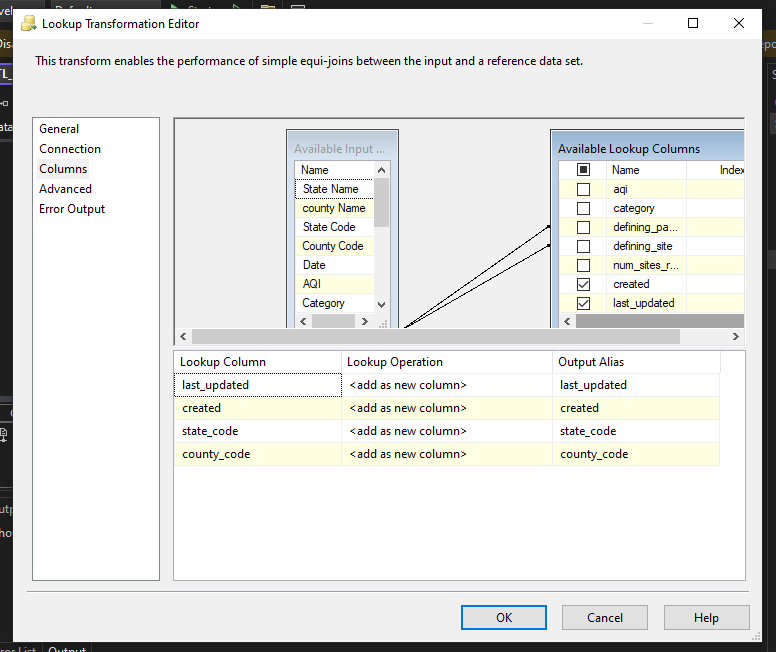 Lookup Transformation Editor
This transform enables the performance of simple equi-joins between the input and a reference data set.
General
Connection
Columns
Advanced
Error Output
Available Input ...
Name
State Name
county Name
State Code
County Code
Date
AQI
Category
Available Lookup Columns
Name Index
aqi
category
defining_pa...
defining_site
num_sites_r...
created
last_updated
Lookup Column Lookup Operation Output Alias
last_updated <add as new column> last_updated
created <add as new column> created
state_code <add as new column> state_code
county_code <add as new column> county_code
OK Cancel Help
Output